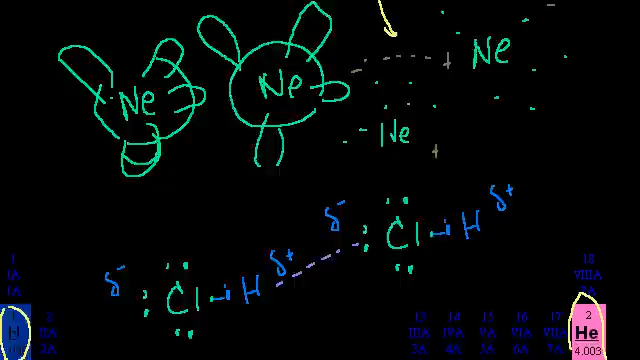 Ne Ne Ne
Ne
δ- Cl H δ+
δ- Cl H δ+
1 18
IA VIIIA
1A 8A
H 2 13 14 15 16 17 2
IIA IIIA IVA VA VIA VIIA He
2A 3A 4A 5A 6A 7A 4.003